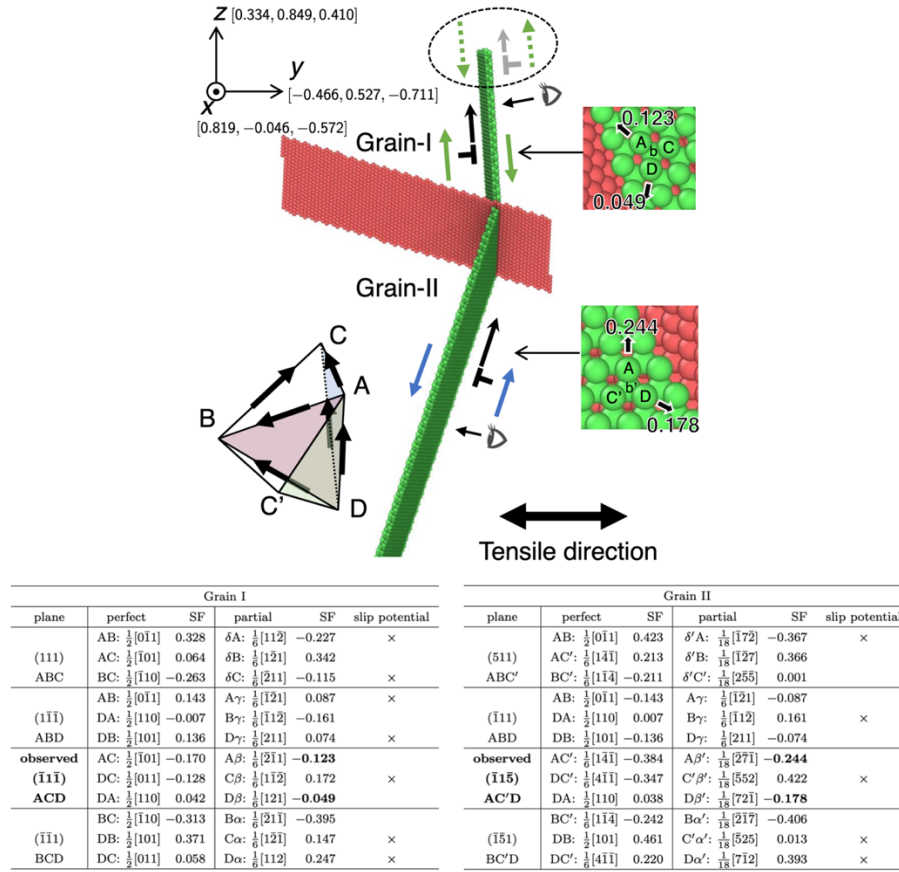 z [0.334, 0.849, 0.410]
y
[−0.466, 0.527, −0.711]
x
[0.819, −0.046, −0.572]
Grain-I
0.123
A b C
D
0.049
Grain-II
0.244
A
C' b' D
0.178
C
A
B
C'
D
Tensile direction
Grain I
plane perfect SF partial SF slip potential
AB: 1/2[01̄1] 0.328 δA: 1/6[112̄] −0.227 ×
(111) AC: 1/2[1̄01] 0.064 δB: 1/6[12̄1] 0.342
ABC BC: 1/2[1̄10] −0.263 δC: 1/6[2̄11] −0.115 ×
AB: 1/2[01̄1] 0.143 Aγ: 1/6[1̄2̄1] 0.087 ×
(11̄1̄) DA: 1/2[110] −0.007 Bγ: 1/6[1̄12̄] −0.161
ABD DB: 1/2[101] 0.136 Dγ: 1/6[211] 0.074 ×
observed AC: 1/2[1̄01] −0.170 Aβ: 1/6[2̄1̄1] −0.123
(1̄11̄) DC: 1/2[011] −0.128 Cβ: 1/6[11̄2̄] 0.172 ×
ACD DA: 1/2[110] 0.042 Dβ: 1/6[121] −0.049
BC: 1/2[1̄10] −0.313 Bα: 1/6[2̄11̄] −0.395
(1̄1̄1) DB: 1/2[101] 0.371 Cα: 1/6[12̄1̄] 0.147 ×
BCD DC: 1/2[011] 0.058 Dα: 1/6[112] 0.247 ×
Grain II
plane perfect SF partial SF slip potential
AB: 1/2[01̄1] 0.423 δ′A: 1/18[1̄72̄] −0.367 ×
(511) AC′: 1/6[14̄1̄] 0.213 δ′B: 1/18[1̄2̄7] 0.366
ABC′ BC′: 1/6[11̄4̄] −0.211 δ′C′: 1/18[25̄5̄] 0.001
AB: 1/2[01̄1] −0.143 Aγ: 1/6[1̄2̄1] −0.087
(1̄11) DA: 1/2[110] 0.007 Bγ: 1/6[1̄12̄] 0.161 ×
ABD DB: 1/2[101] −0.136 Dγ: 1/6[211] −0.074
observed AC′: 1/6[14̄1̄] −0.384 Aβ′: 1/18[2̄7̄1̄] −0.244
(1̄15̄) DC′: 1/6[41̄1̄] −0.347 C′β′: 1/18[5̄52] 0.422 ×
AC′D DA: 1/2[110] 0.038 Dβ′: 1/18[721̄] −0.178
BC′: 1/6[11̄4̄] −0.242 Bα′: 1/18[2̄1̄7̄] −0.406
(1̄5̄1) DB: 1/2[101] 0.461 C′α′: 1/18[5̄25] 0.013 ×
BC′D DC′: 1/6[41̄1̄] 0.220 Dα′: 1/18[71̄2] 0.393 ×